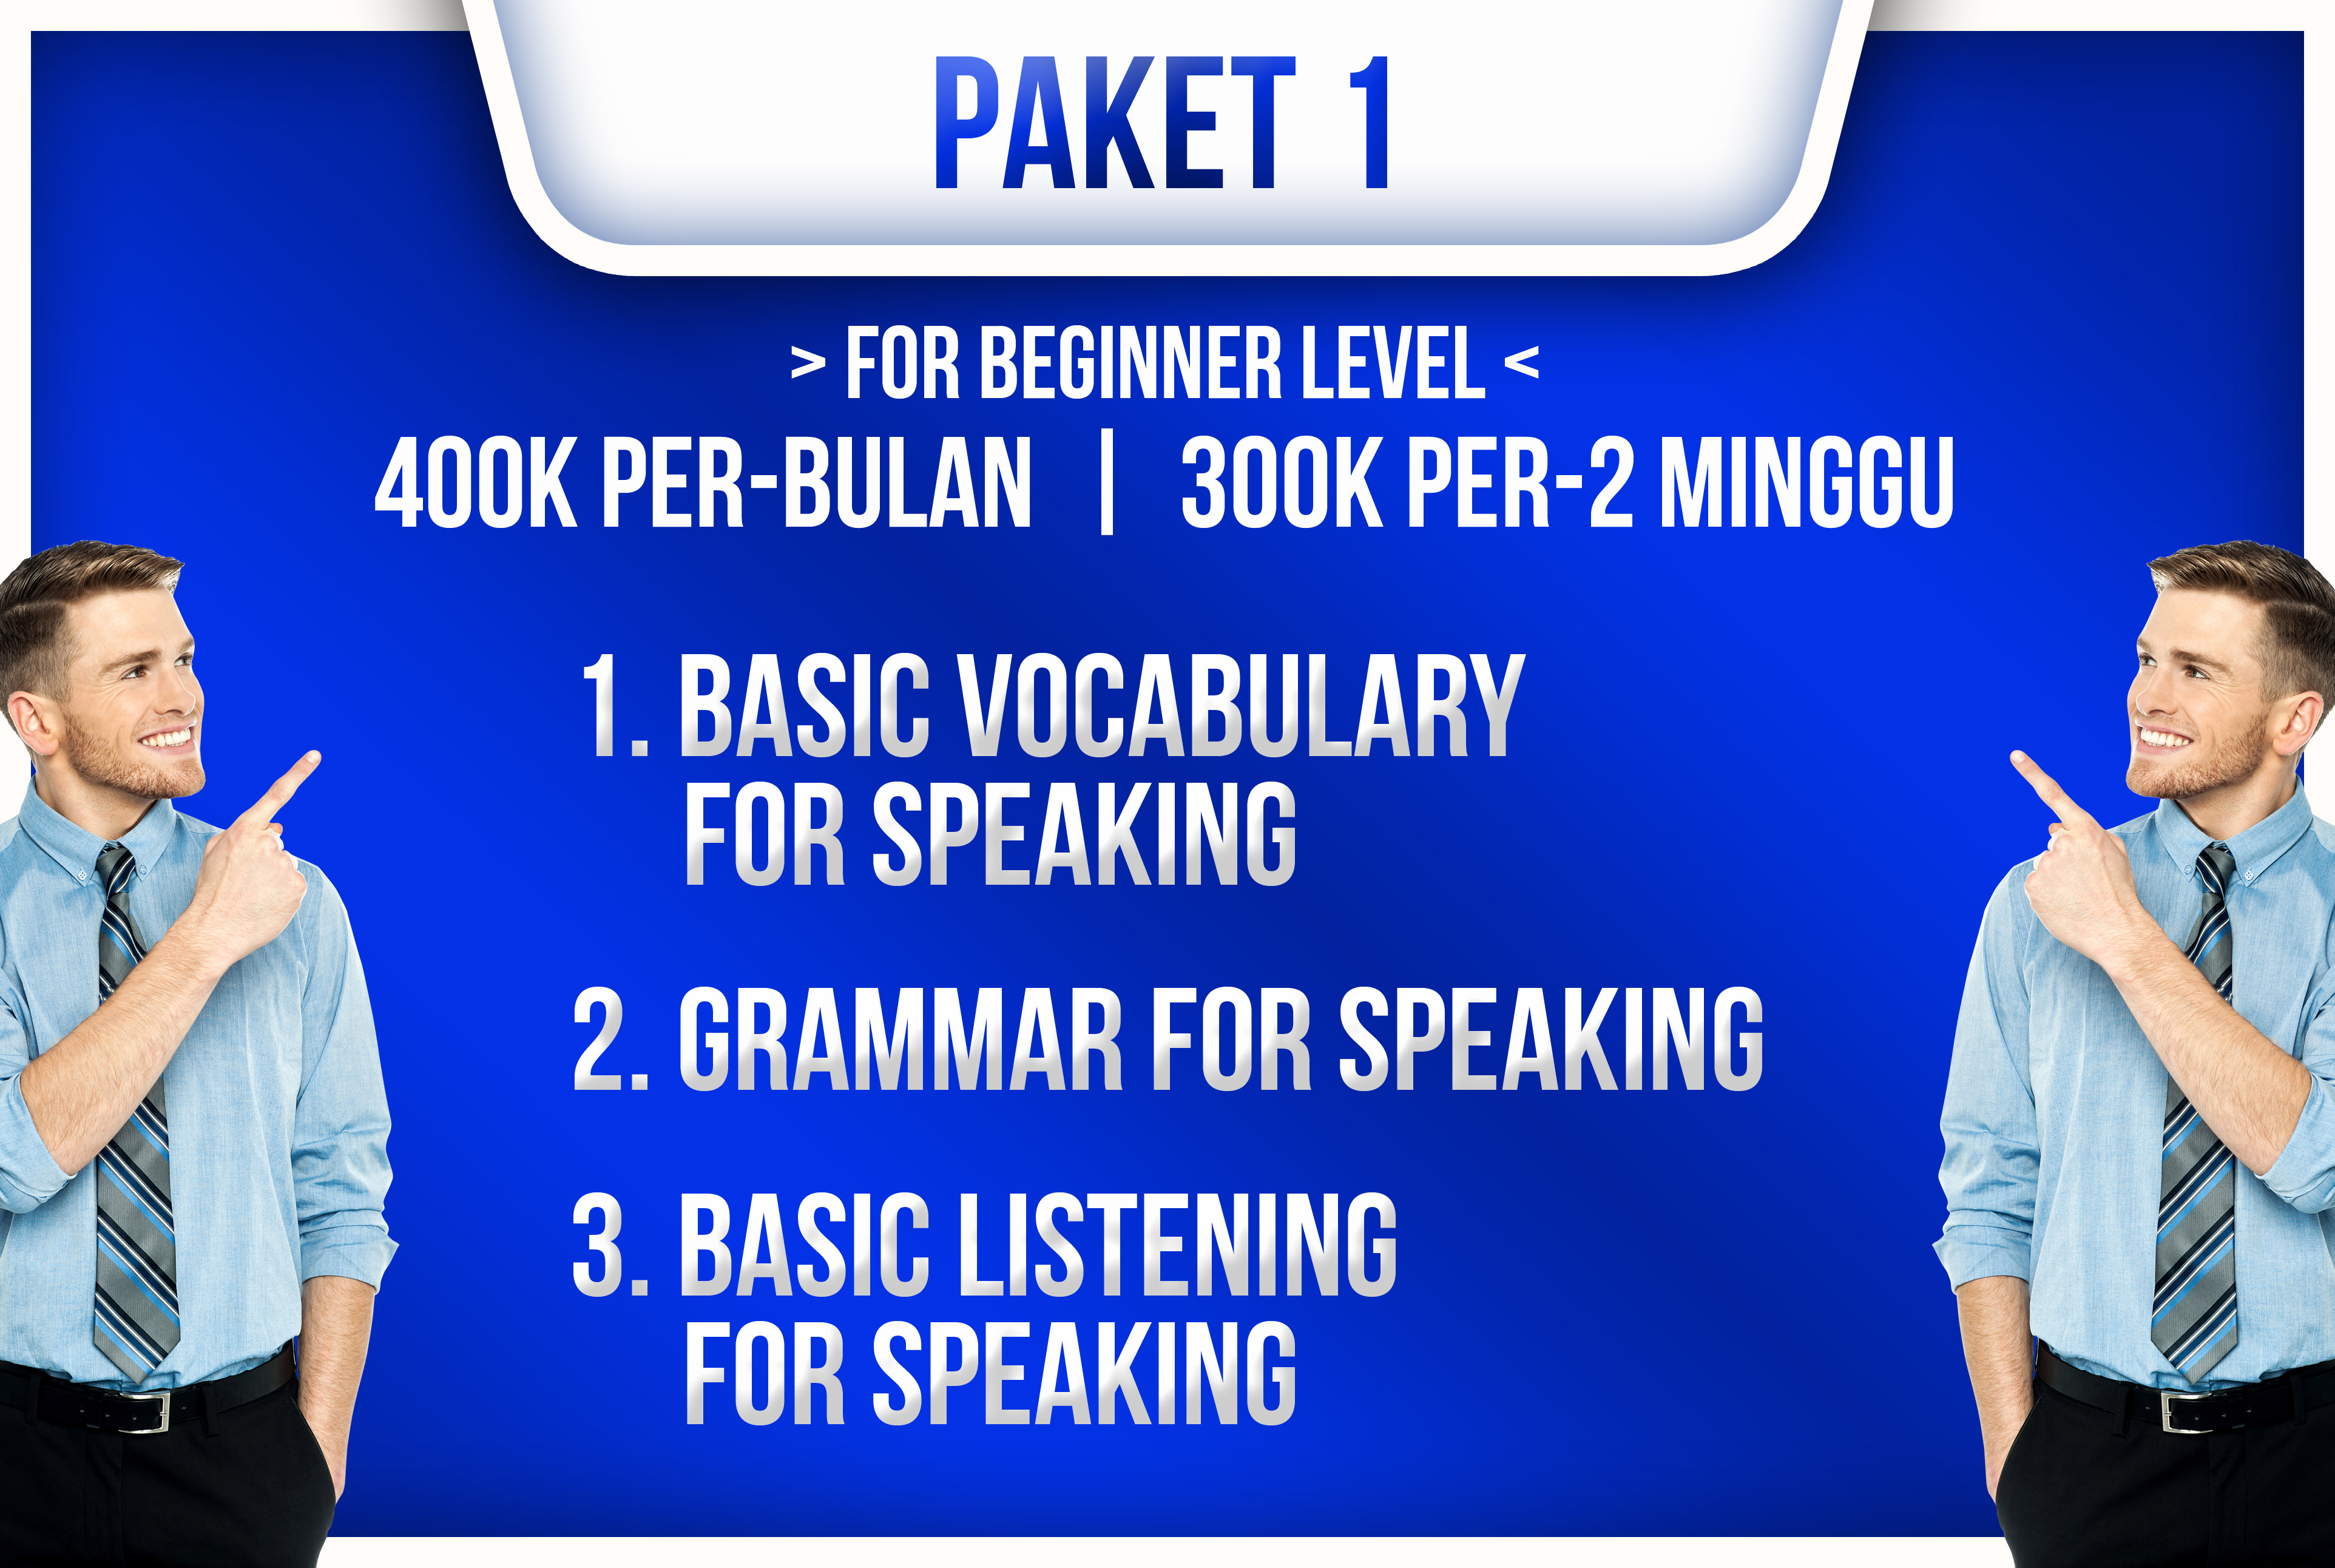 PAKET 1
> FOR BEGINNER LEVEL <
400K PER-BULAN | 300K PER-2 MINGGU
1. BASIC VOCABULARY
FOR SPEAKING
2. GRAMMAR FOR SPEAKING
3. BASIC LISTENING
FOR SPEAKING